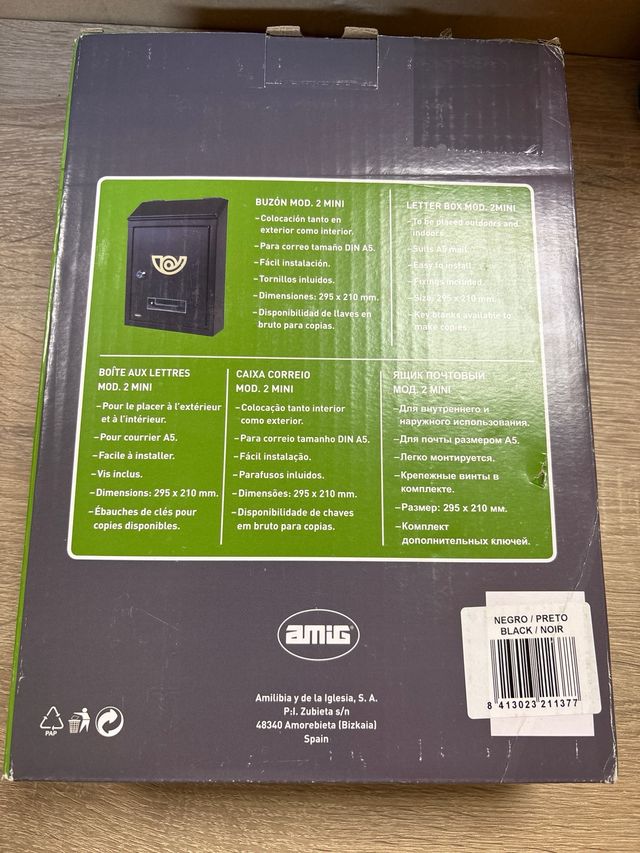 BUZÓN MOD. 2 MINI
-Colocación tanto en
exterior como interior.
-Para correo tamaño DIN A5.
-Fácil instalación.
-Tornillos inluidos.
-Dimensiones: 295 x 210 mm.
-Disponibilidad de llaves en
bruto para copias.
LETTER BOX MOD. 2MINI
-To be placed outdoors and
indoors.
-Suits A5 mail.
-Easy to install.
-Fixings included.
-Size: 295 x 210 mm.
-Key blanks available to
make copies.
BOÎTE AUX LETTRES
MOD. 2 MINI
-Pour le placer à l'extérieur
et à l'intérieur.
-Pour courrier A5.
-Facile à installer.
-Vis inclus.
-Dimensions: 295 x 210 mm.
-Ébauches de clés pour
copies disponibles.
CAIXA CORREIO
MOD. 2 MINI
-Colocação tanto interior
como exterior.
-Para correio tamanho DIN A5.
-Fácil instalação.
-Parafusos inluidos.
-Dimensões: 295 x 210 mm.
-Disponibilidade de chaves
em bruto para copias.
ЯЩИК ПОЧТОВЫЙ
МОД. 2 MINI
-Для внутреннего и
наружного использования.
-Для почты размером А5.
-Легко монтируется.
-Крепежные винты в
комплекте.
-Размер: 295 x 210 мм.
-Комплект
дополнительных ключей.
AMIG
Amilibia y de la Iglesia, S. A.
P:I. Zubieta s/n
48340 Amorebieta (Bizkaia)
Spain
PAP
NEGRO / PRETO
BLACK / NOIR
8 413023 211377